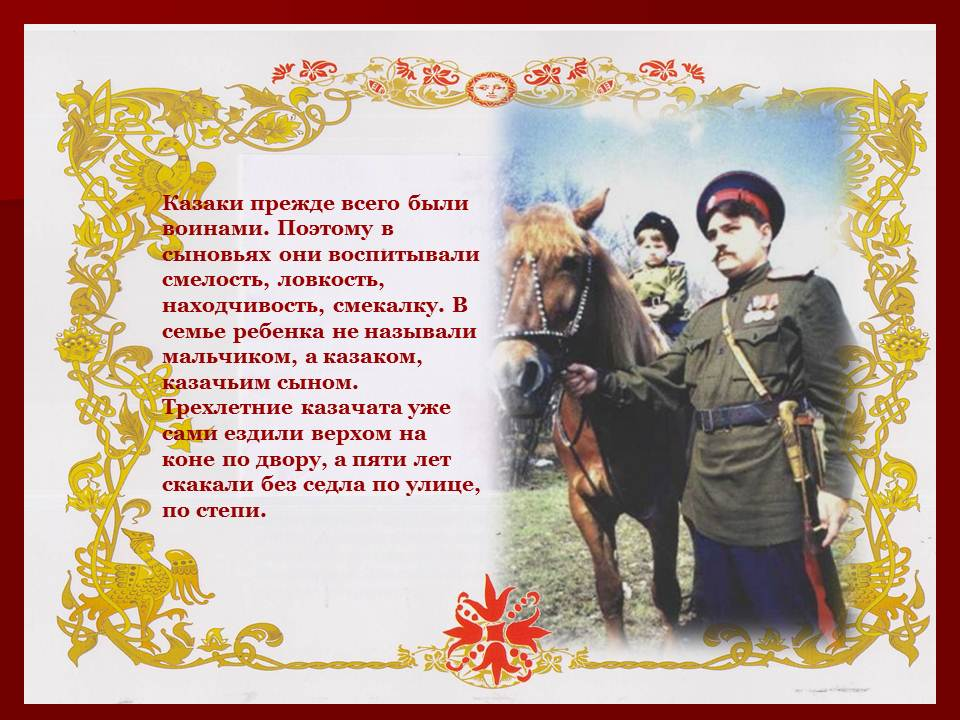 Казаки прежде всего были
воинами. Поэтому в
сыновьях они воспитывали
смелость, ловкость,
находчивость, смекалку. В
семье ребенка не называли
мальчиком, а казаком,
казачьим сыном.
Трехлетние казачата уже
сами ездили верхом на
коне по двору, а пяти лет
скакали без седла по улице,
по степи.